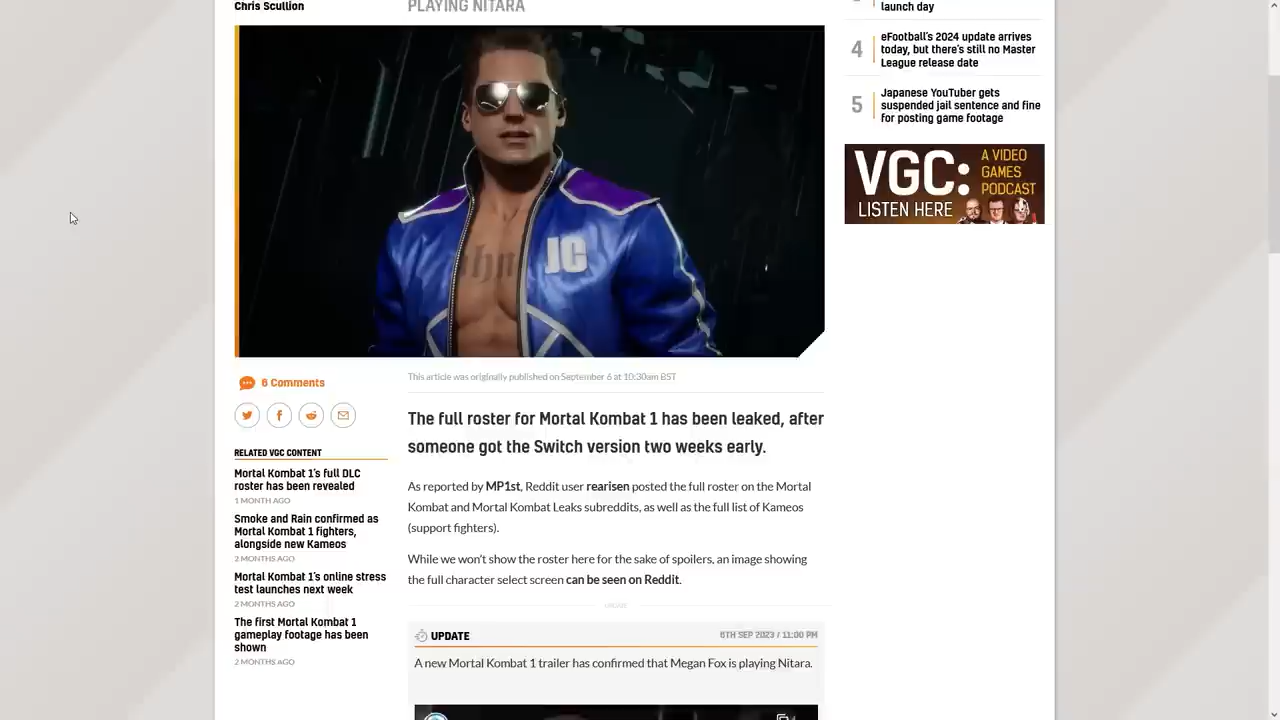 Chris Scullion
PLAYING NITARA
JC
6 Comments
RELATED VGC CONTENT
Mortal Kombat 1's full DLC
roster has been revealed
1 MONTH AGO
Smoke and Rain confirmed as
Mortal Kombat 1 fighters,
alongside new Kameos
2 MONTHS AGO
Mortal Kombat 1's online stress
test launches next week
2 MONTHS AGO
The first Mortal Kombat 1
gameplay footage has been
shown
2 MONTHS AGO
This article was originally published on September 6 at 10:30am BST
The full roster for Mortal Kombat 1 has been leaked, after
someone got the Switch version two weeks early.
As reported by MP1st, Reddit user rearisen posted the full roster on the Mortal
Kombat and Mortal Kombat Leaks subreddits, as well as the full list of Kameos
(support fighters).
While we won't show the roster here for the sake of spoilers, an image showing
the full character select screen can be seen on Reddit.
UPDATE
UPDATE
6TH SEP 2023 / 11:00 PM
A new Mortal Kombat 1 trailer has confirmed that Megan Fox is playing Nitara.
launch day
4
eFootball's 2024 update arrives
today, but there's still no Master
League release date
5
Japanese YouTuber gets
suspended jail sentence and fine
for posting game footage
VGC:
A VIDEO
GAMES
PODCAST
LISTEN HERE